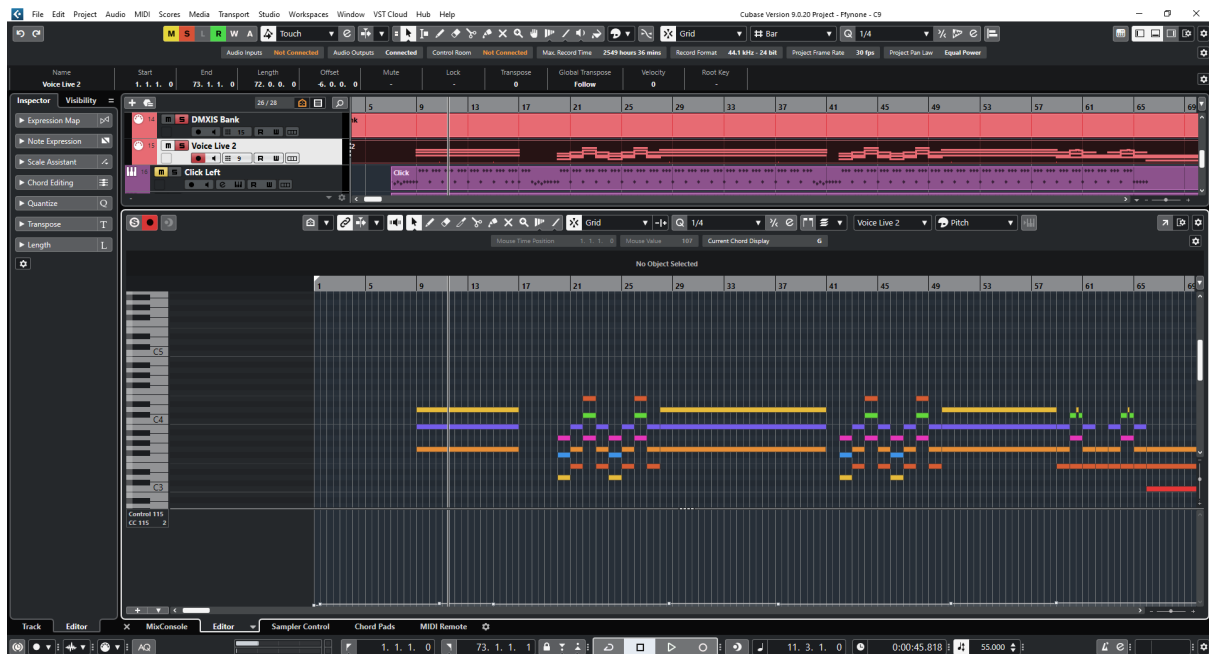 File Edit Project Audio MIDI Scores Media Transport Studio Workspaces Window VST Cloud Hub Help
Cubase Version 9.0.20 Project - Ffynone - C9
M S L R W A Touch Grid Bar Q 1/4
Audio Inputs Not Connected Audio Outputs Connected Control Room Not Connected Max. Record Time 2549 hours 36 mins Record Format 44.1 kHz - 24 bit Project Frame Rate 30 fps Project Pan Law Equal Power
Name Start End Length Offset Mute Lock Transpose Global Transpose Velocity Root Key
Voice Live 2 1. 1. 1. 0 73. 1. 1. 0 72. 0. 0. 0 -6. 0. 0. 0 - - 0 Follow 0 -
Inspector Visibility
26 / 28
5 9 13 17 21 25 29 33 37 41 45 49 53 57 61 65 69
Expression Map
Note Expression
Scale Assistant
Chord Editing
Quantize Q
Transpose T
Length L
14 m S DMXIS Bank
15 R W
15 m S Voice Live 2
9 R W
16 m S Click Left
e R W
Click
S Grid Q 1/4 Voice Live 2 Pitch
Mouse Time Position 1. 1. 1. 0 Mouse Value 107 Current Chord Display G
No Object Selected
1 5 9 13 17 21 25 29 33 37 41 45 49 53 57 61 65 69
C5
C4
C3
Control 115
CC 115 2
Track Editor MixConsole Editor Sampler Control Chord Pads MIDI Remote
AQ 1. 1. 1. 0 73. 1. 1. 1 11. 3. 1. 0 0:00:45.818 55.000